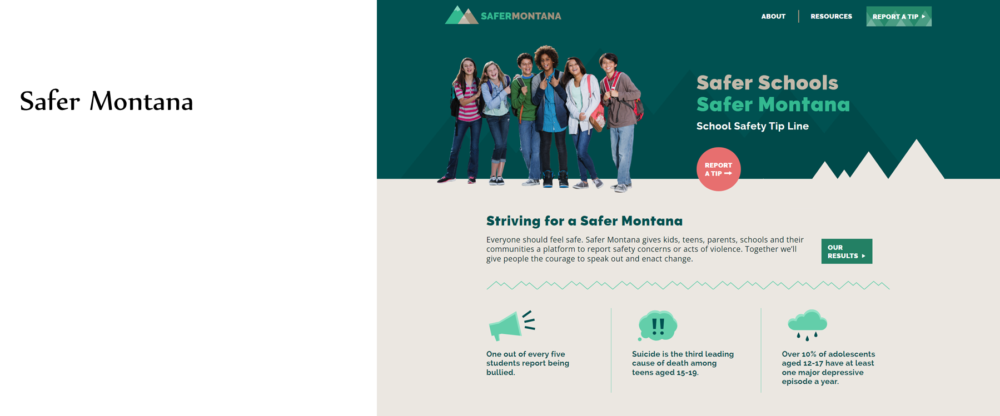 Safer Montana
SAFERMONTANA
ABOUT
RESOURCES
REPORT A TIP
Safer Schools
Safer Montana
School Safety Tip Line
REPORT
A TIP
Striving for a Safer Montana
Everyone should feel safe. Safer Montana gives kids, teens, parents, schools and their
communities a platform to report safety concerns or acts of violence. Together we'll
give people the courage to speak out and enact change.
OUR
RESULTS
!!
One out of every five
students report being
bullied.
Suicide is the third leading
cause of death among
teens aged 15-19.
Over 10% of adolescents
aged 12-17 have at least
one major depressive
episode a year.